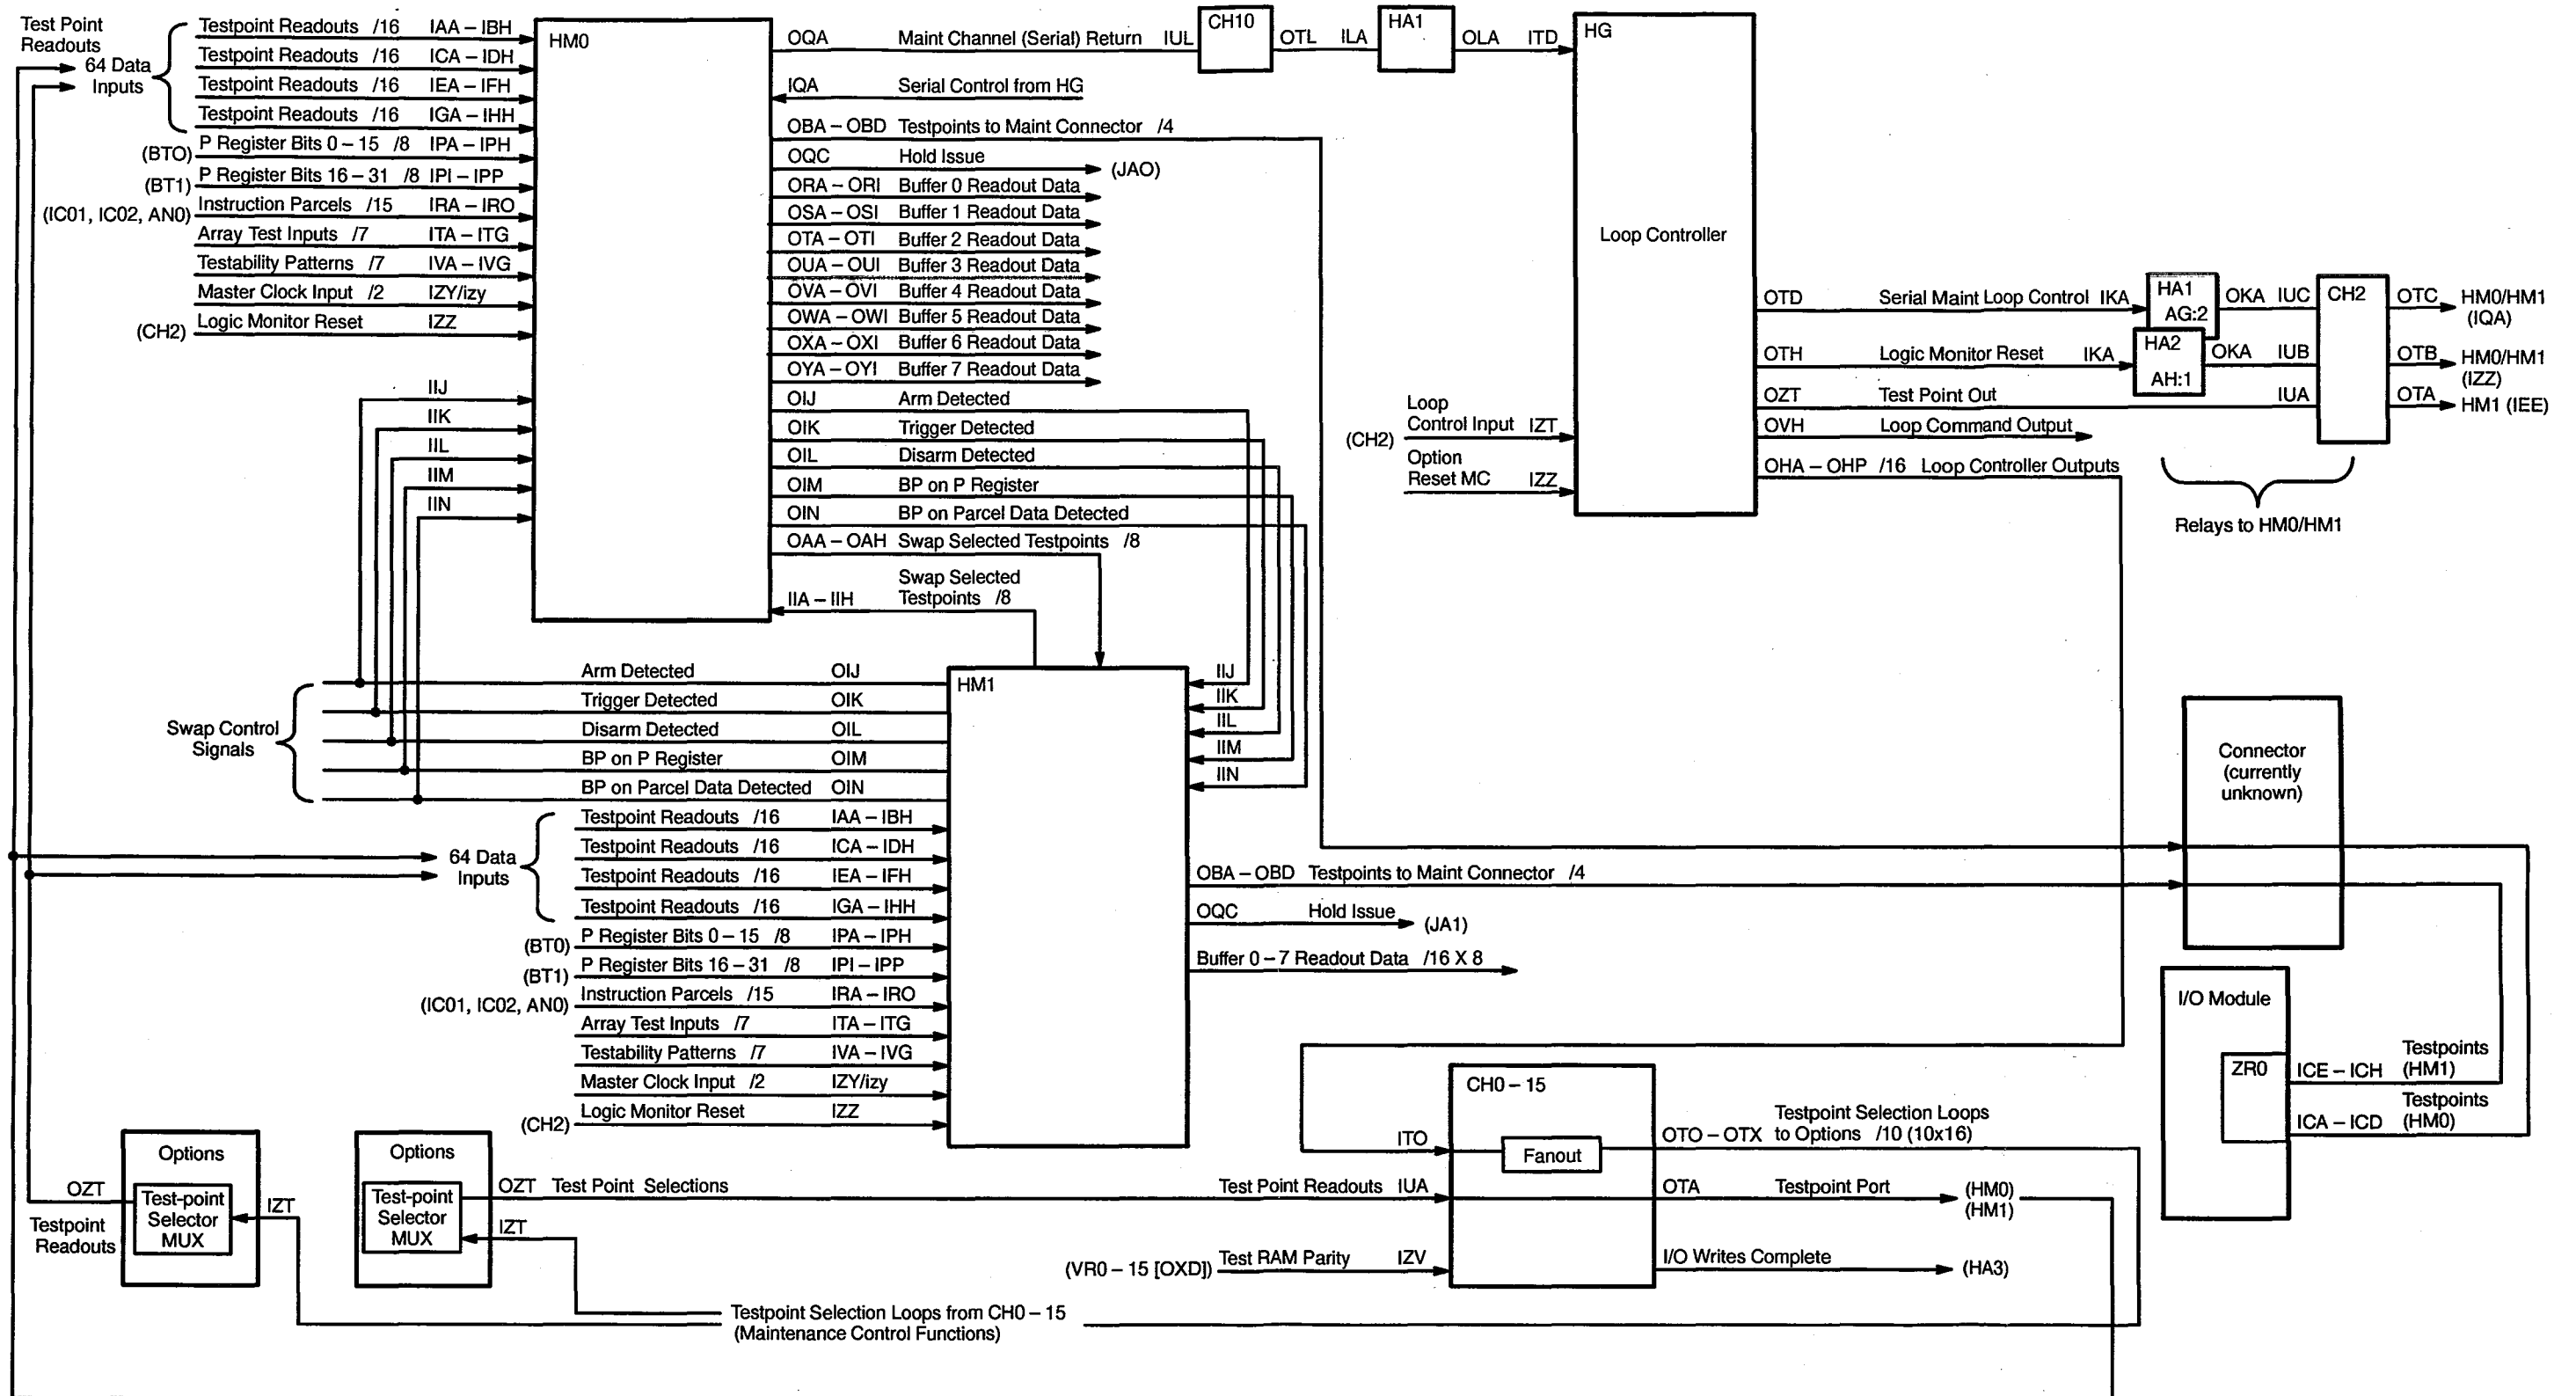 Test Point
Readouts
64 Data
Inputs
Testpoint Readouts /16 IAA – IBH
Testpoint Readouts /16 ICA – IDH
Testpoint Readouts /16 IEA – IFH
Testpoint Readouts /16 IGA – IHH
(BTO) P Register Bits 0 – 15 /8 IPA – IPH
(BT1) P Register Bits 16 – 31 /8 IPI – IPP
(IC01, IC02, AN0) Instruction Parcels /15 IRA – IRO
Array Test Inputs /7 ITA – ITG
Testability Patterns /7 IVA – IVG
Master Clock Input /2 IZY/izy
(CH2) Logic Monitor Reset IZZ
IIJ
IIK
IIL
IIM
IIN
HM0
OQA Maint Channel (Serial) Return IUL
CH10
OTL ILA
HA1
OLA ITD
IQA Serial Control from HG
OBA – OBD Testpoints to Maint Connector /4
OQC Hold Issue (JAO)
ORA – ORI Buffer 0 Readout Data
OSA – OSI Buffer 1 Readout Data
OTA – OTI Buffer 2 Readout Data
OUA – OUI Buffer 3 Readout Data
OVA – OVI Buffer 4 Readout Data
OWA – OWI Buffer 5 Readout Data
OXA – OXI Buffer 6 Readout Data
OYA – OYI Buffer 7 Readout Data
OIJ Arm Detected
OIK Trigger Detected
OIL Disarm Detected
OIM BP on P Register
OIN BP on Parcel Data Detected
OAA – OAH Swap Selected Testpoints /8
Swap Selected
IIA – IIH Testpoints /8
HG
Loop Controller
Loop
Control Input IZT
(CH2)
Option
Reset MC IZZ
OTD Serial Maint Loop Control IKA
HA1
AG:2
OKA IUC
CH2
OTC HM0/HM1
(IQA)
OTH Logic Monitor Reset IKA
HA2
AH:1
OKA IUB
OTB HM0/HM1
(IZZ)
OZT Test Point Out IUA
OTA HM1 (IEE)
OVH Loop Command Output
OHA – OHP /16 Loop Controller Outputs
Relays to HM0/HM1
Swap Control
Signals
Arm Detected OIJ
Trigger Detected OIK
Disarm Detected OIL
BP on P Register OIM
BP on Parcel Data Detected OIN
HM1
IIJ
IIK
IIL
IIM
IIN
64 Data
Inputs
Testpoint Readouts /16 IAA – IBH
Testpoint Readouts /16 ICA – IDH
Testpoint Readouts /16 IEA – IFH
Testpoint Readouts /16 IGA – IHH
(BT0) P Register Bits 0 – 15 /8 IPA – IPH
(BT1) P Register Bits 16 – 31 /8 IPI – IPP
(IC01, IC02, AN0) Instruction Parcels /15 IRA – IRO
Array Test Inputs /7 ITA – ITG
Testability Patterns /7 IVA – IVG
Master Clock Input /2 IZY/izy
(CH2) Logic Monitor Reset IZZ
OBA – OBD Testpoints to Maint Connector /4
OQC Hold Issue (JA1)
Buffer 0 – 7 Readout Data /16 X 8
Connector
(currently
unknown)
I/O Module
ZR0
Testpoints
ICE – ICH (HM1)
Testpoints
ICA – ICD (HM0)
CH0 – 15
ITO
Fanout
Testpoint Selection Loops
OTO – OTX to Options /10 (10x16)
Test Point Readouts IUA
OTA Testpoint Port (HM0)
(HM1)
(VR0 – 15 [OXD]) Test RAM Parity IZV
I/O Writes Complete (HA3)
Options
OZT
Test-point
Selector
MUX
IZT
Testpoint
Readouts
Options
Test-point
Selector
MUX
OZT Test Point Selections
IZT
Testpoint Selection Loops from CH0 – 15
(Maintenance Control Functions)